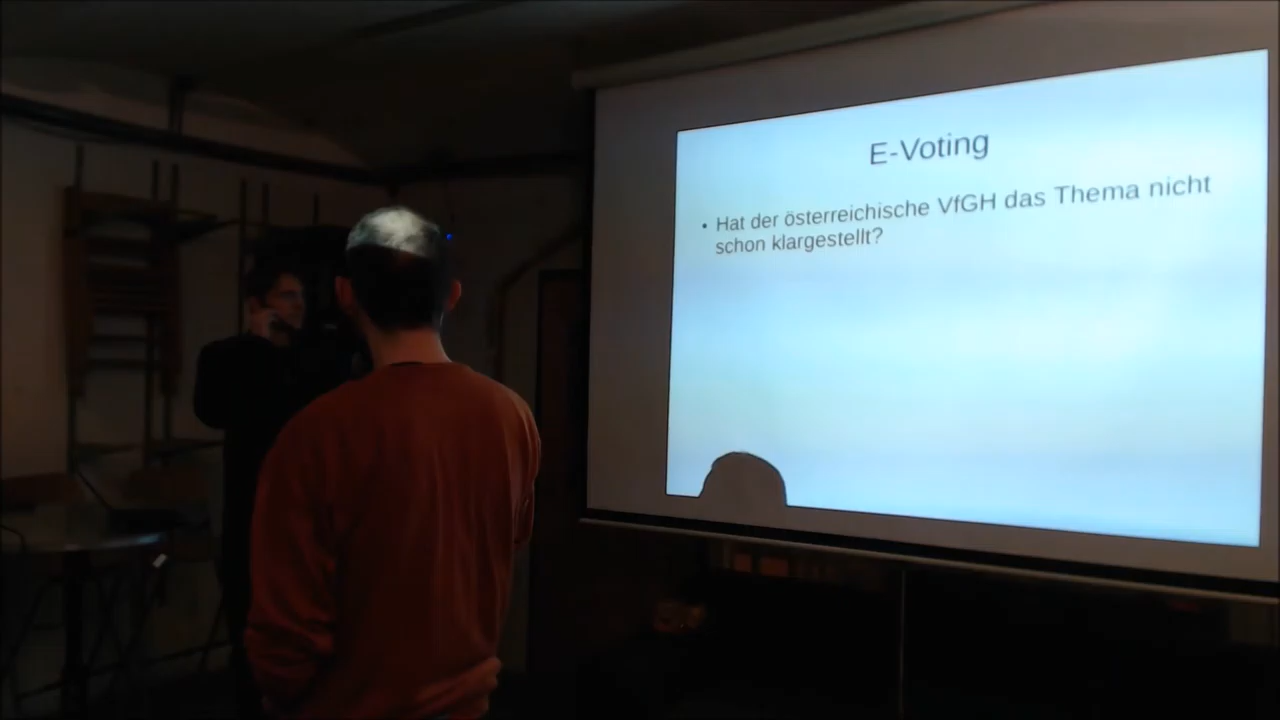 E-Voting
• Hat der österreichische VfGH das Thema nicht
schon klargestellt?